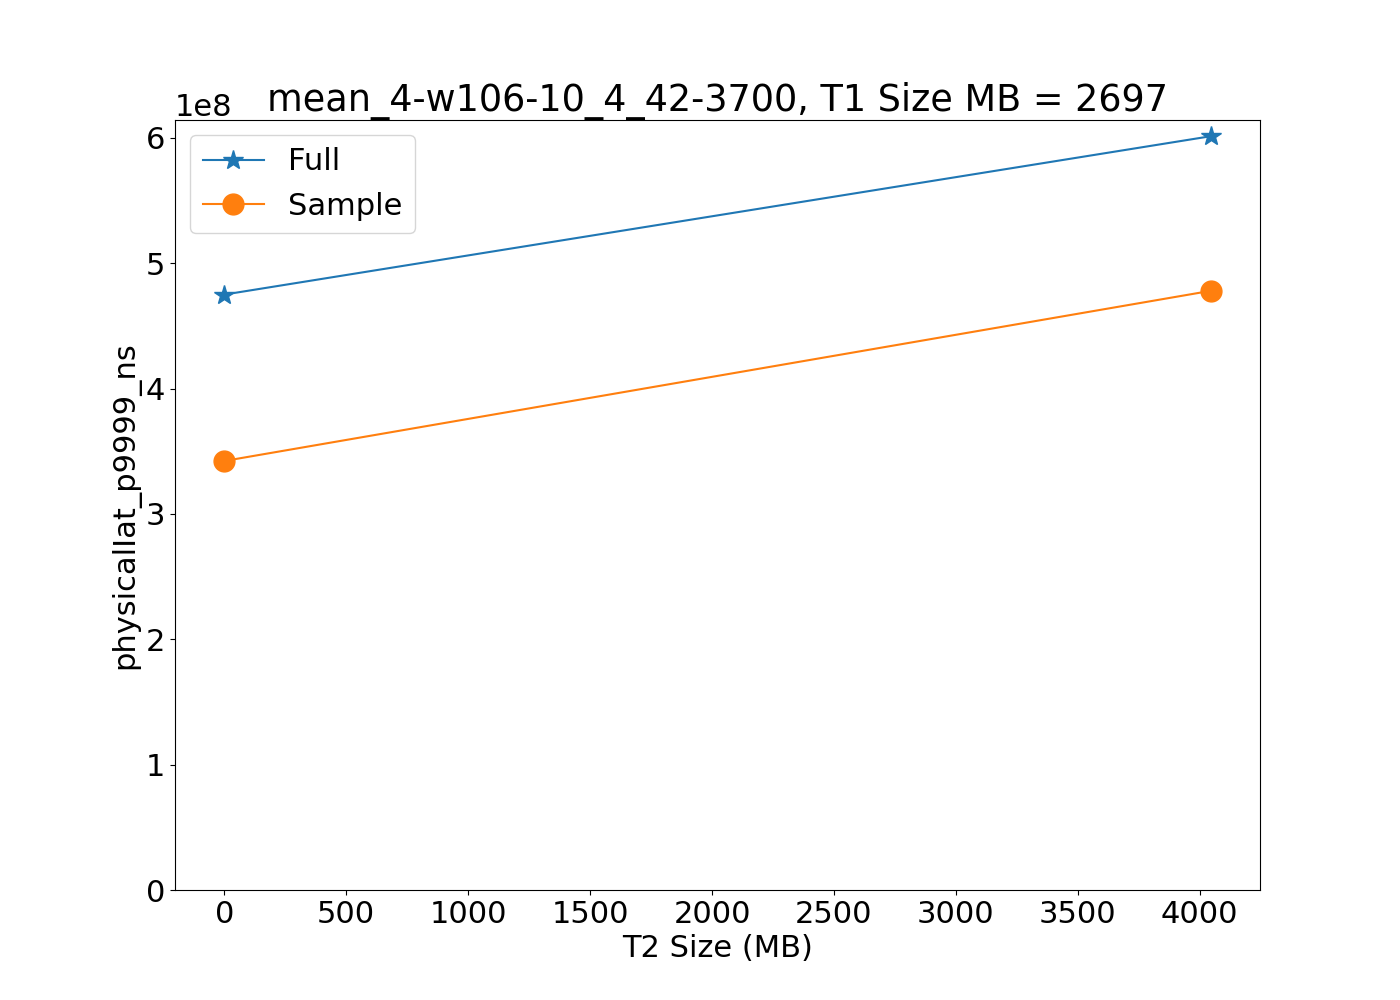 mean_4-w106-10_4_42-3700, T1 Size MB = 2697
1e8
Full
Sample
6
5
4
3
2
1
0
physicallat_p9999_ns
0 500 1000 1500 2000 2500 3000 3500 4000
T2 Size (MB)